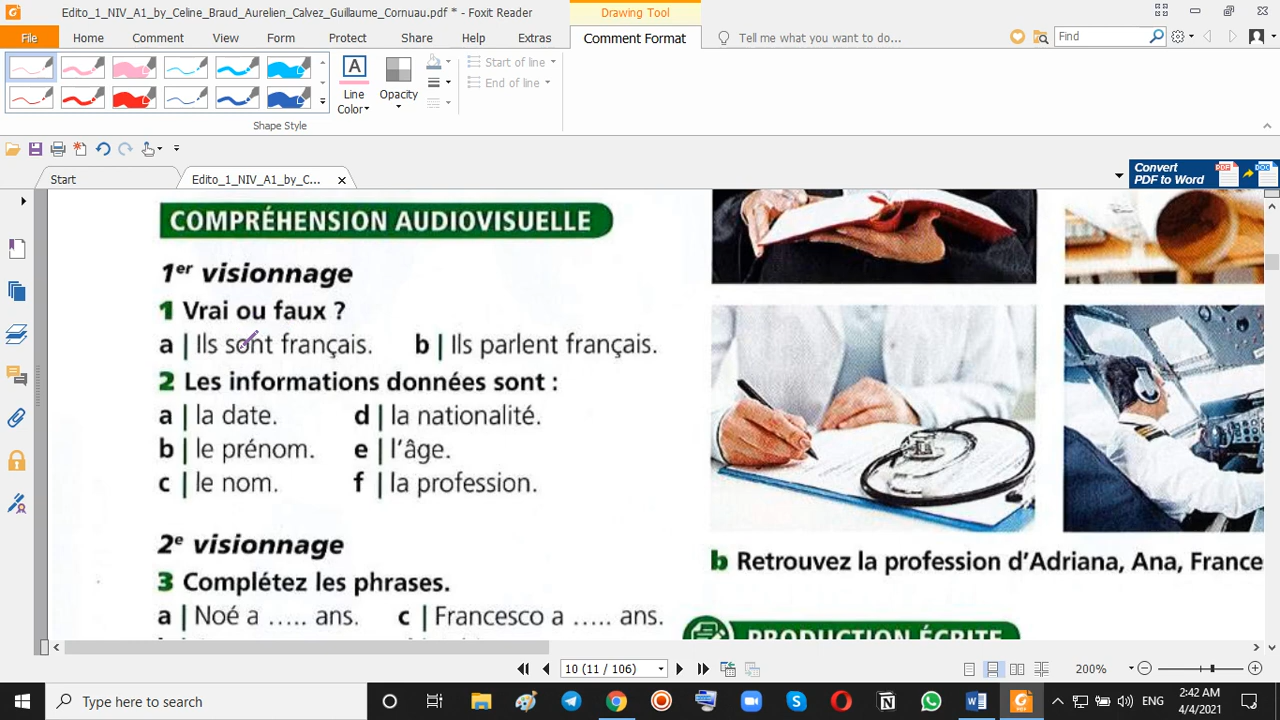 Edito_1_NIV_A1_by_Celine_Braud_Aurelien_Calvez_Guillaume_Cornuau.pdf * - Foxit Reader
Drawing Tool
File Home Comment View Form Protect Share Help Extras Comment Format Tell me what you want to do... Find
Line Color
Opacity
Start of line
End of line
Shape Style
Start
Edito_1_NIV_A1_by_C...
Convert
PDF to Word
COMPRÉHENSION AUDIOVISUELLE
1er visionnage
1 Vrai ou faux ?
a | Ils sont français. b | Ils parlent français.
2 Les informations données sont :
a | la date. d | la nationalité.
b | le prénom. e | l'âge.
c | le nom. f | la profession.
2e visionnage
3 Complétez les phrases.
a | Noé a ..... ans. c | Francesco a ..... ans.
b Retrouvez la profession d'Adriana, Ana, France
PRODUCTION ÉCRITE
10 (11 / 106)
200%
Type here to search
ENG
2:42 AM
4/4/2021